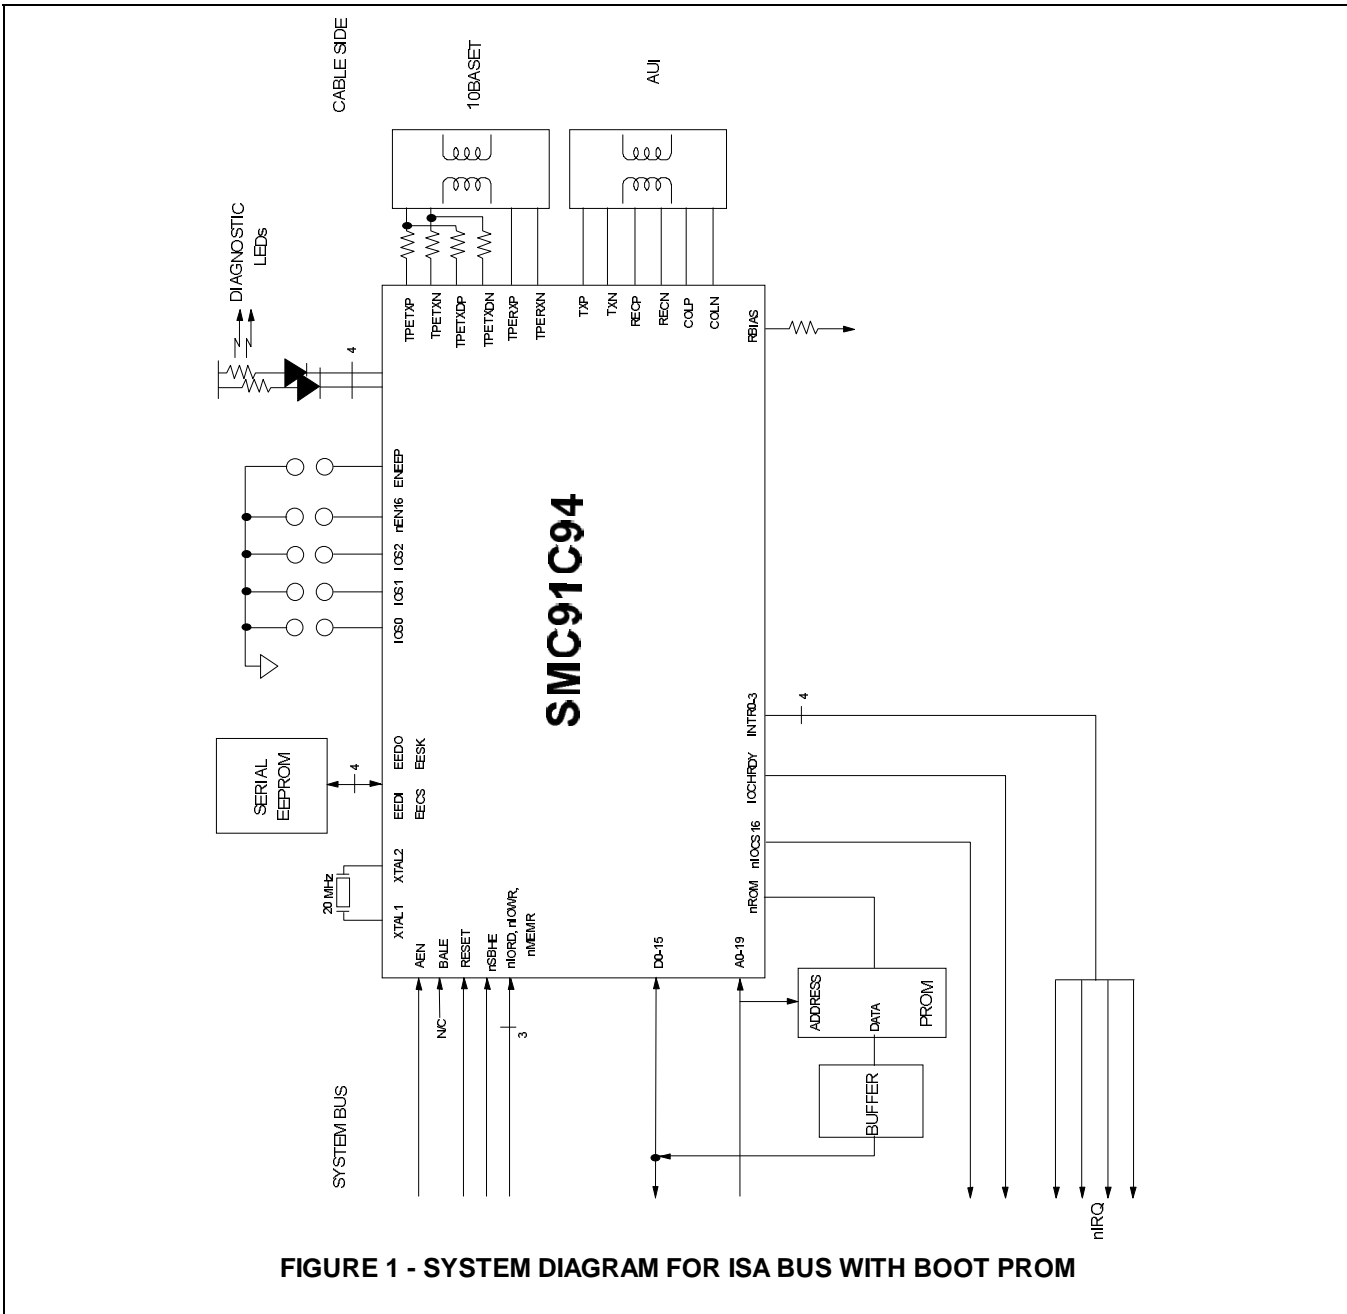 CABLE SIDE
10BASET
AUI
DIAGNOSTIC
LEDs
4
TPETXP
TPETXN
TPETXDP
TPETXDN
TPERXP
TPERXN
TXP
TXN
RECP
RECN
COLP
COLN
RBIAS
ENEEP
nEN16
IOS2
IOS1
IOS0
SMC91C94
SERIAL
EEPROM
4
EEDO
EESK
EEDI
EECS
20 MHz
XTAL2
XTAL1
INTR0-3
4
IOCHRDY
nIOCS16
nROM
AEN
BALE
RESET
nSBHE
nIORD, nIOWR,
nMEMR
D0-15
A0-19
N/C
3
ADDRESS
DATA
PROM
BUFFER
SYSTEM BUS
nIRQ
FIGURE 1 - SYSTEM DIAGRAM FOR ISA BUS WITH BOOT PROM